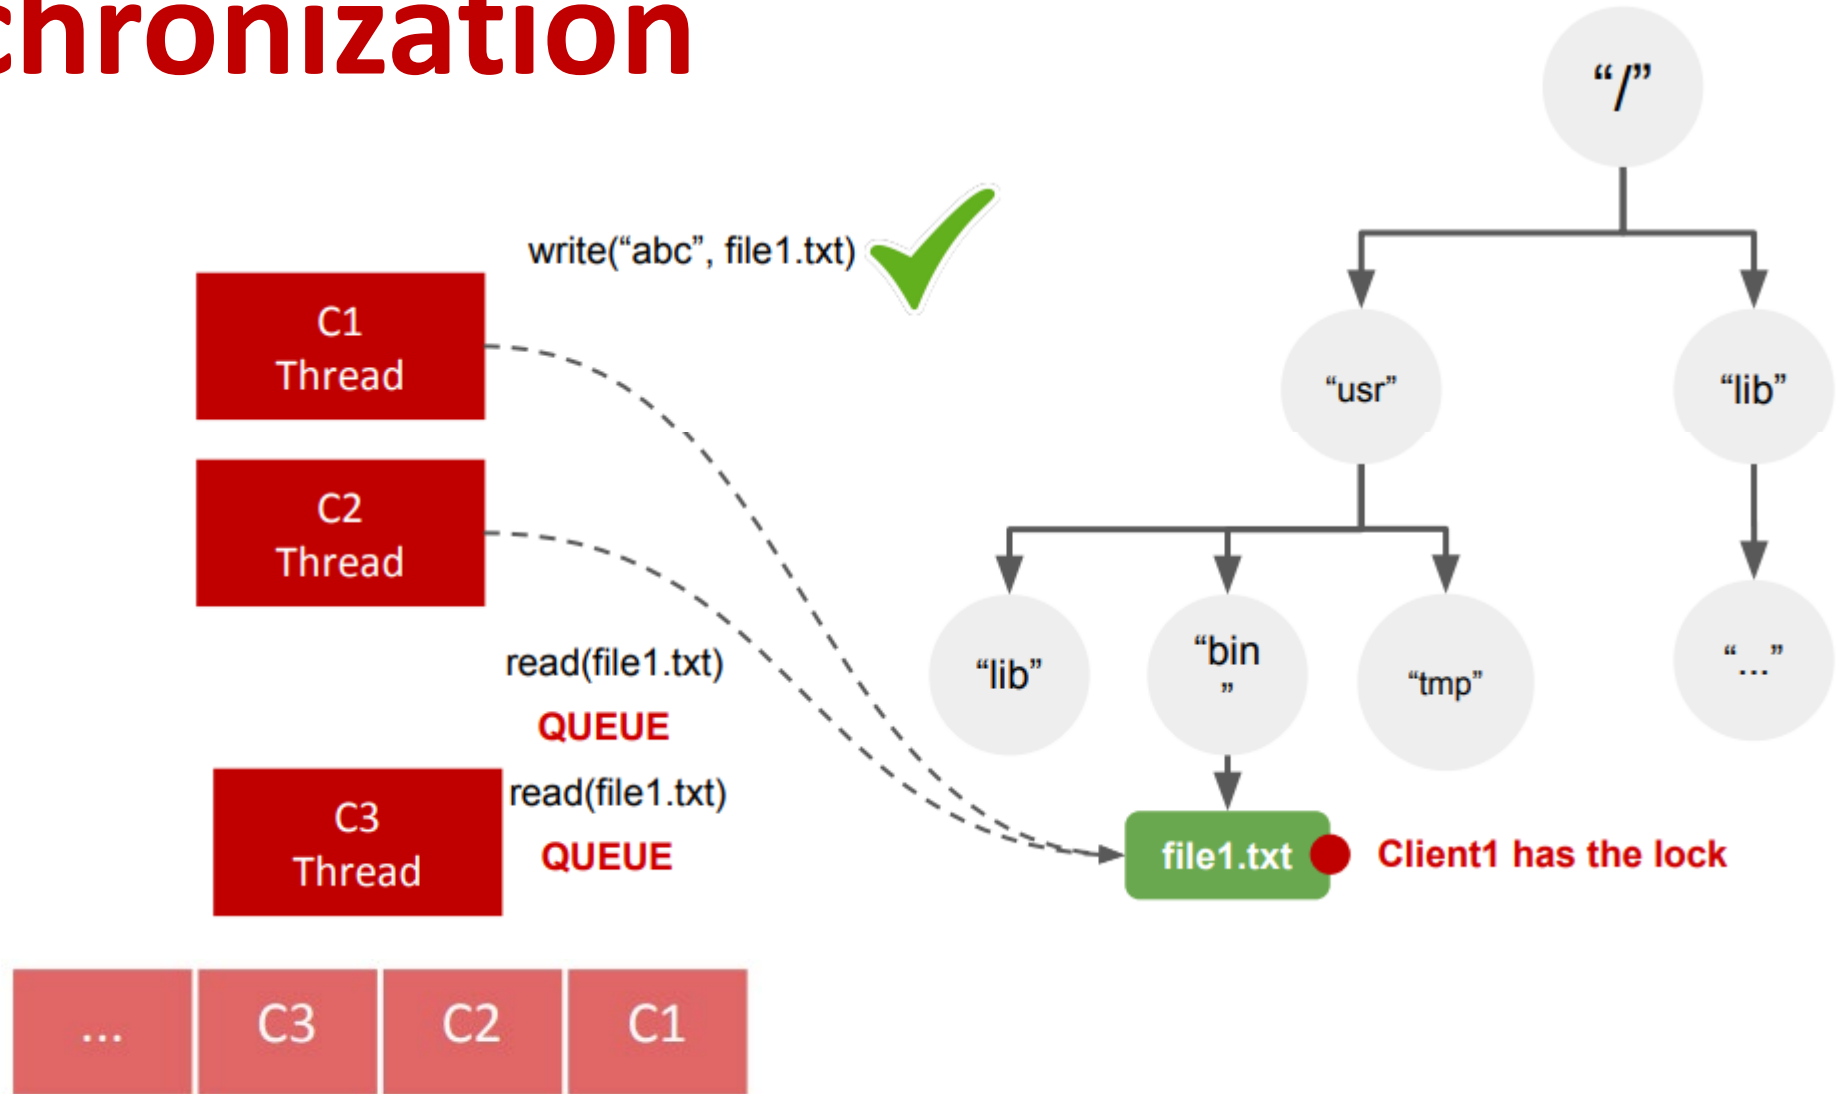 chronization
“/”
write(“abc”, file1.txt)
C1
Thread
“usr”
“lib”
C2
Thread
read(file1.txt)
QUEUE
“lib”
“bin
”
“tmp”
“...”
C3
Thread
read(file1.txt)
QUEUE
file1.txt
Client1 has the lock
...
C3
C2
C1